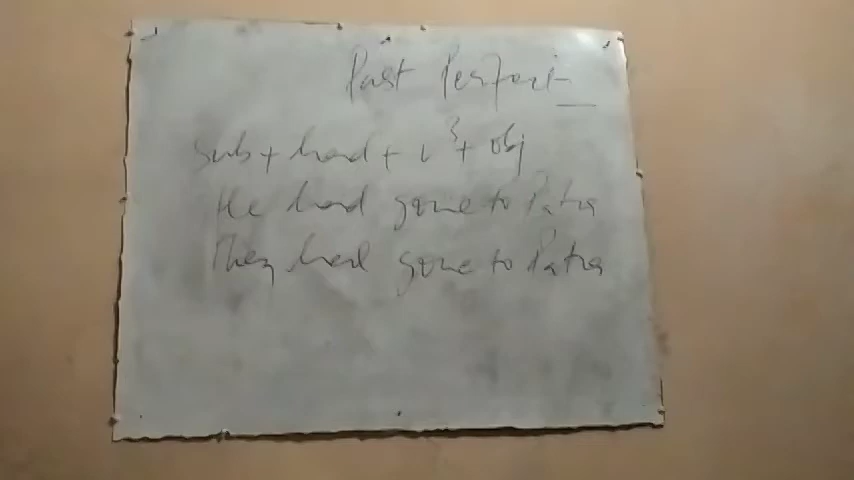 Past Perfect
Sub + had + v³ + obj
He had gone to Patna
They had gone to Patna